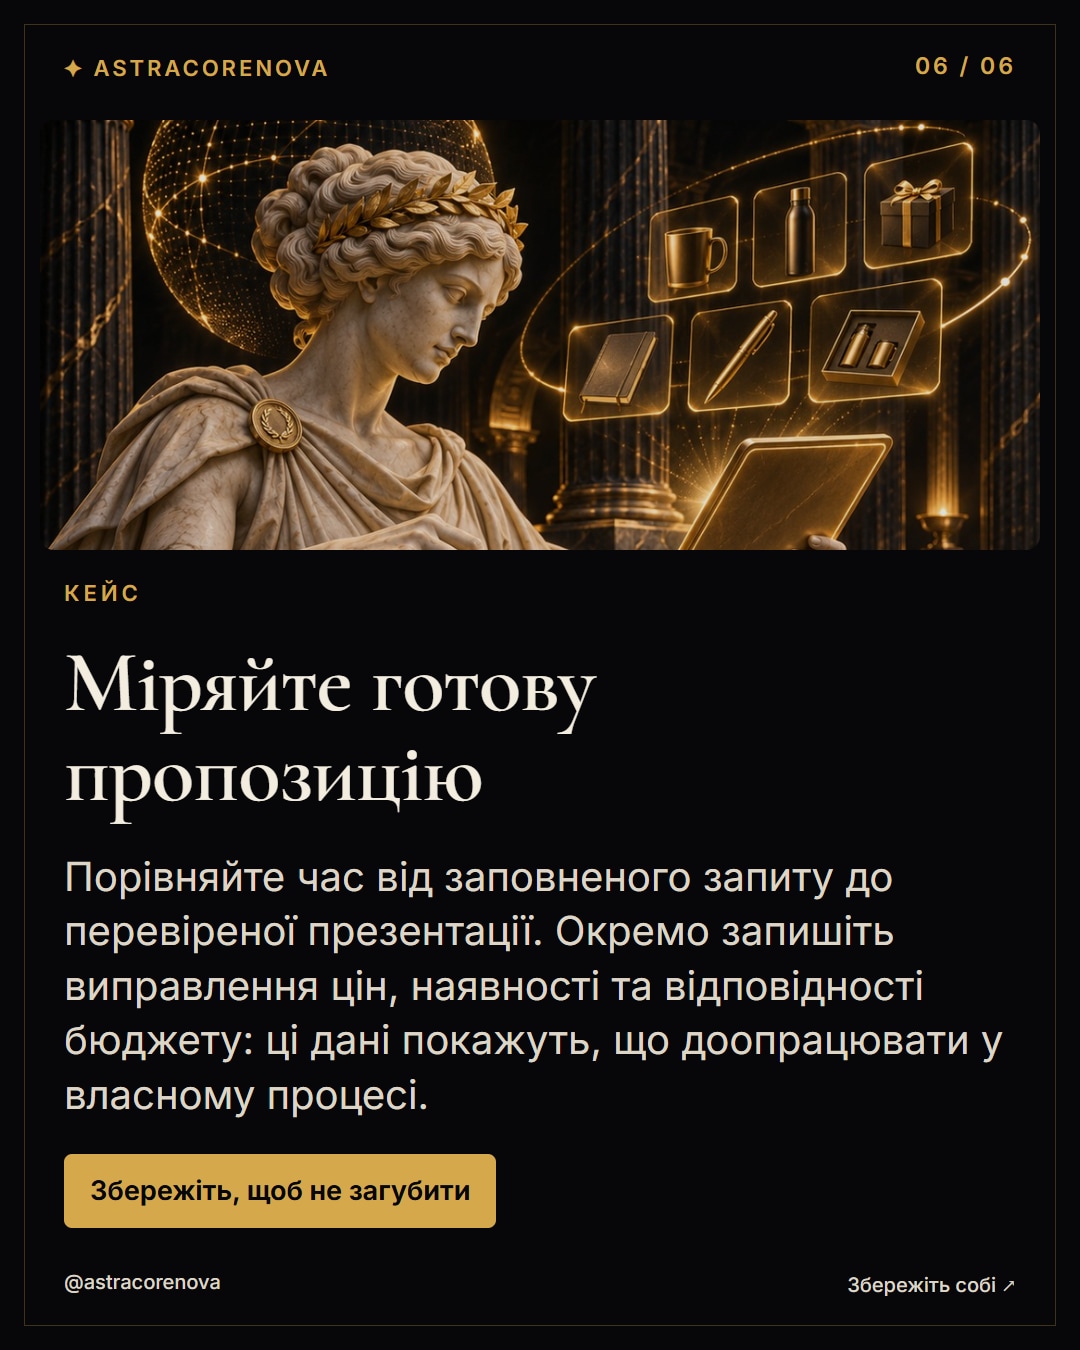 ✦ ASTRACORENOVA
06 / 06
КЕЙС
Міряйте готову
пропозицію
Порівняйте час від заповненого запиту до
перевіреної презентації. Окремо запишіть
виправлення цін, наявності та відповідності
бюджету: ці дані покажуть, що доопрацювати у
власному процесі.
Збережіть, щоб не загубити
@astracorenova
Збережіть собі ↗